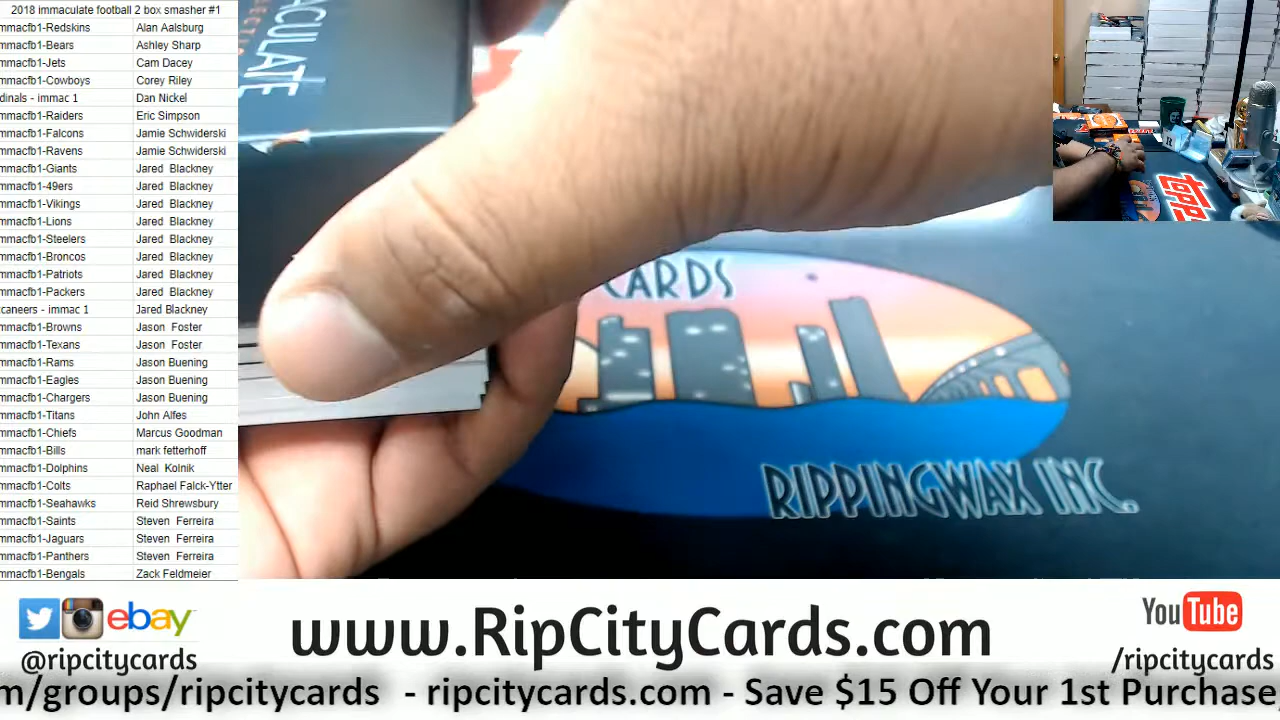 2018 immaculate football 2 box smasher #1
mmacfb1-Redskins Alan Aalsburg
mmacfb1-Bears Ashley Sharp
mmacfb1-Jets Cam Dacey
mmacfb1-Cowboys Corey Riley
dinals - immac 1 Dan Nickel
mmacfb1-Raiders Eric Simpson
mmacfb1-Falcons Jamie Schwiderski
mmacfb1-Ravens Jamie Schwiderski
mmacfb1-Giants Jared Blackney
mmacfb1-49ers Jared Blackney
mmacfb1-Vikings Jared Blackney
mmacfb1-Lions Jared Blackney
mmacfb1-Steelers Jared Blackney
mmacfb1-Broncos Jared Blackney
mmacfb1-Patriots Jared Blackney
mmacfb1-Packers Jared Blackney
caneers - immac 1 Jared Blackney
mmacfb1-Browns Jason Foster
mmacfb1-Texans Jason Foster
mmacfb1-Rams Jason Buening
mmacfb1-Eagles Jason Buening
mmacfb1-Chargers Jason Buening
mmacfb1-Titans John Alfes
mmacfb1-Chiefs Marcus Goodman
mmacfb1-Bills mark fetterhoff
mmacfb1-Dolphins Neal Kolnik
mmacfb1-Colts Raphael Falck-Ytter
mmacfb1-Seahawks Reid Shrewsbury
mmacfb1-Saints Steven Ferreira
mmacfb1-Jaguars Steven Ferreira
mmacfb1-Panthers Steven Ferreira
mmacfb1-Bengals Zack Feldmeier
ACULATE
CARDS
RIPPINGWAX INC.
topps
ebay
@ripcitycards
www.RipCityCards.com
YouTube
/ripcitycards
m/groups/ripcitycards - ripcitycards.com - Save $15 Off Your 1st Purchase,